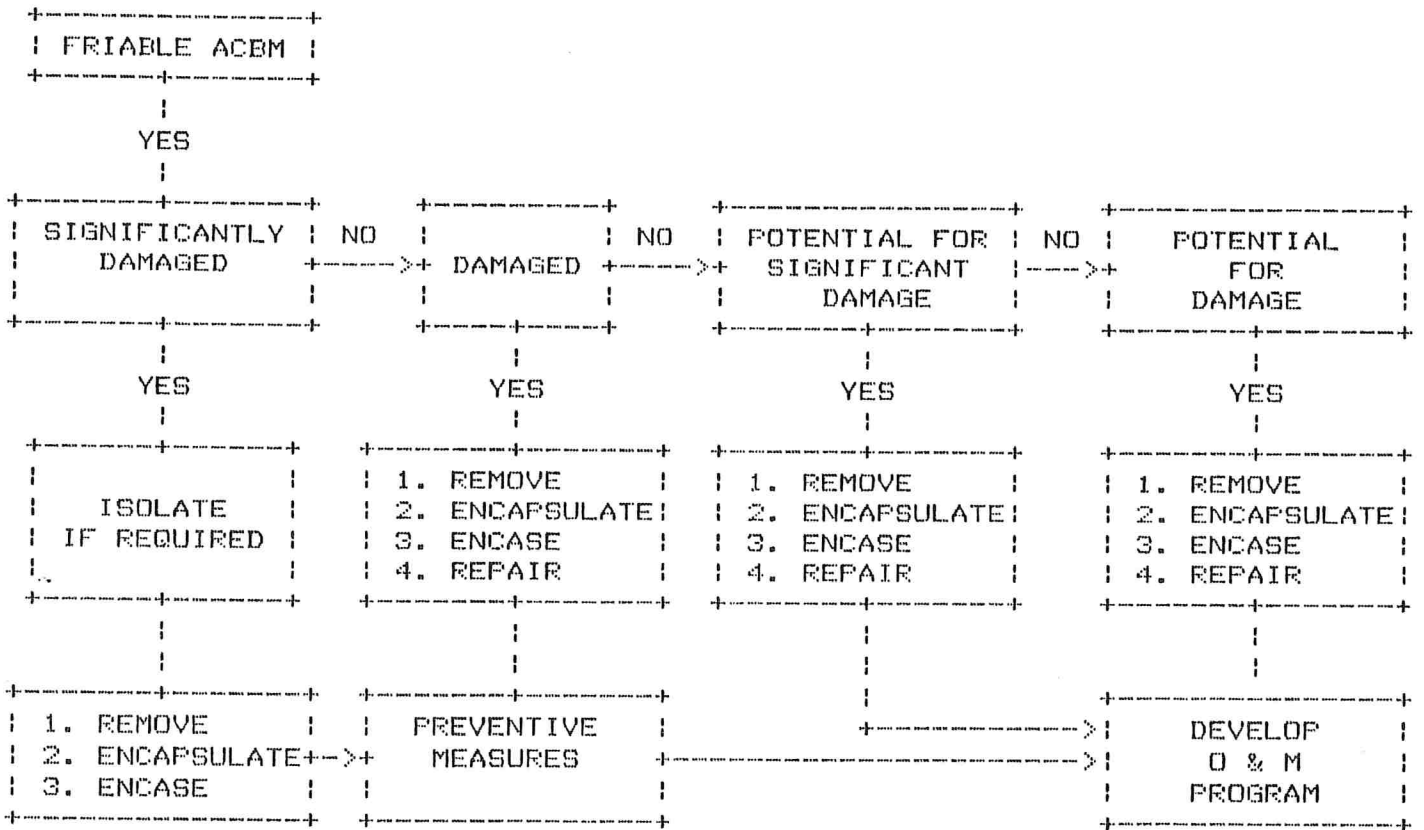 FRIABLE ACBM
YES
SIGNIFICANTLY DAMAGED
NO
DAMAGED
NO
POTENTIAL FOR SIGNIFICANT DAMAGE
NO
POTENTIAL FOR DAMAGE
YES
YES
YES
YES
ISOLATE
IF REQUIRED
1. REMOVE
2. ENCAPSULATE
3. ENCASE
4. REPAIR
1. REMOVE
2. ENCAPSULATE
3. ENCASE
4. REPAIR
1. REMOVE
2. ENCAPSULATE
3. ENCASE
4. REPAIR
1. REMOVE
2. ENCAPSULATE
3. ENCASE
PREVENTIVE
MEASURES
DEVELOP
O & M
PROGRAM